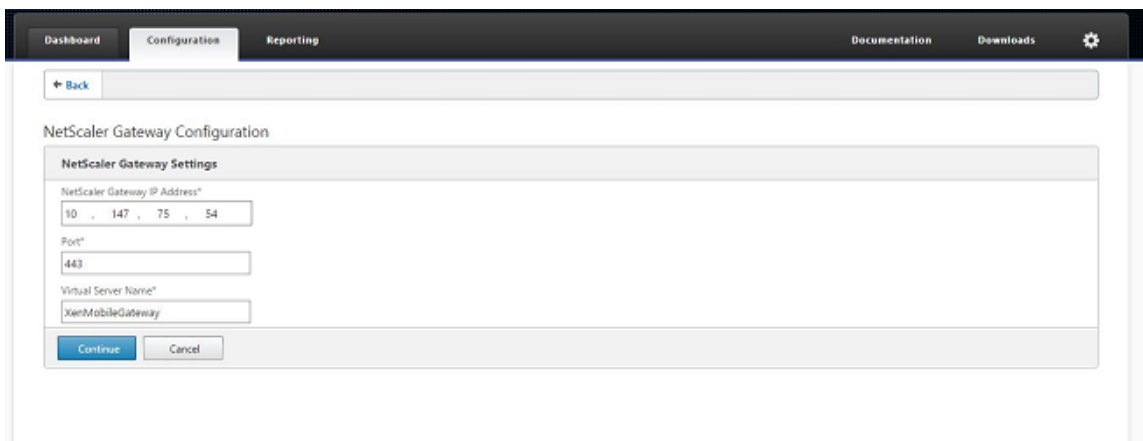 Dashboard Configuration Reporting Documentation Downloads
Back
NetScaler Gateway Configuration
NetScaler Gateway Settings
NetScaler Gateway IP Address*
10 . 147 . 75 . 54
Port*
443
Virtual Server Name*
XenMobileGateway
Continue Cancel